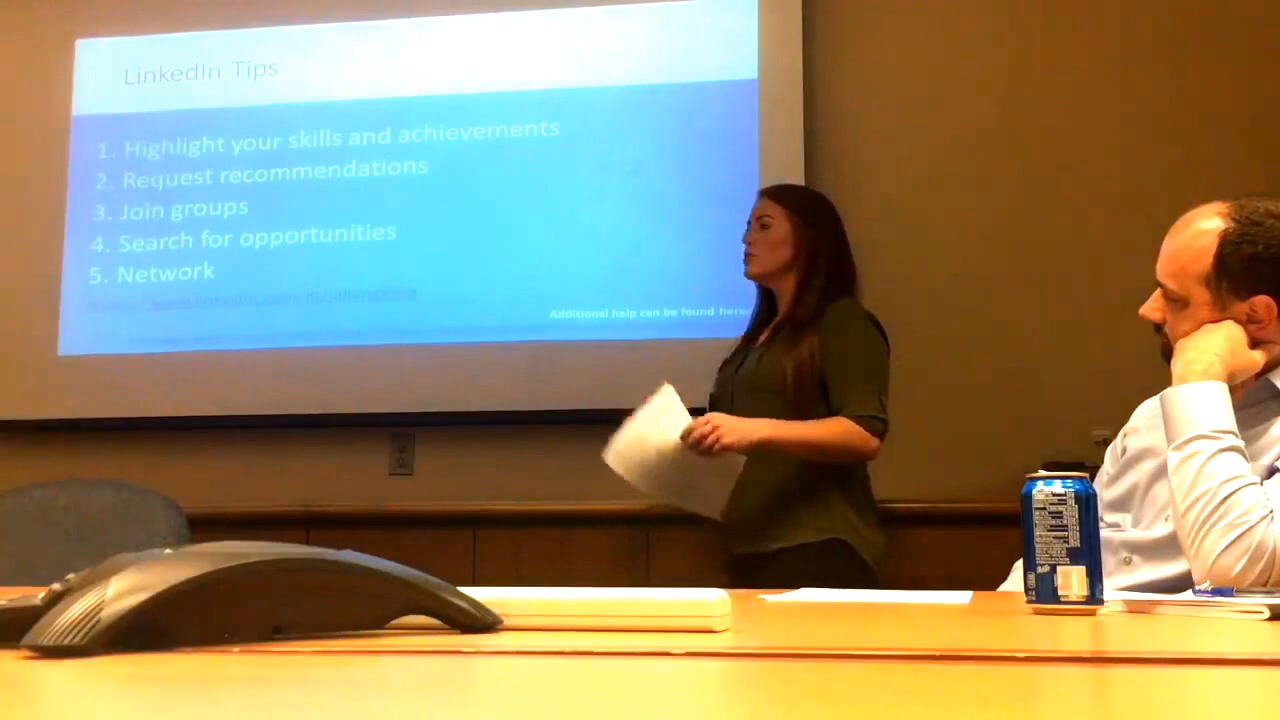 LinkedIn Tips
1. Highlight your skills and achievements
2. Request recommendations
3. Join groups
4. Search for opportunities
5. Network
Additional help can be found here